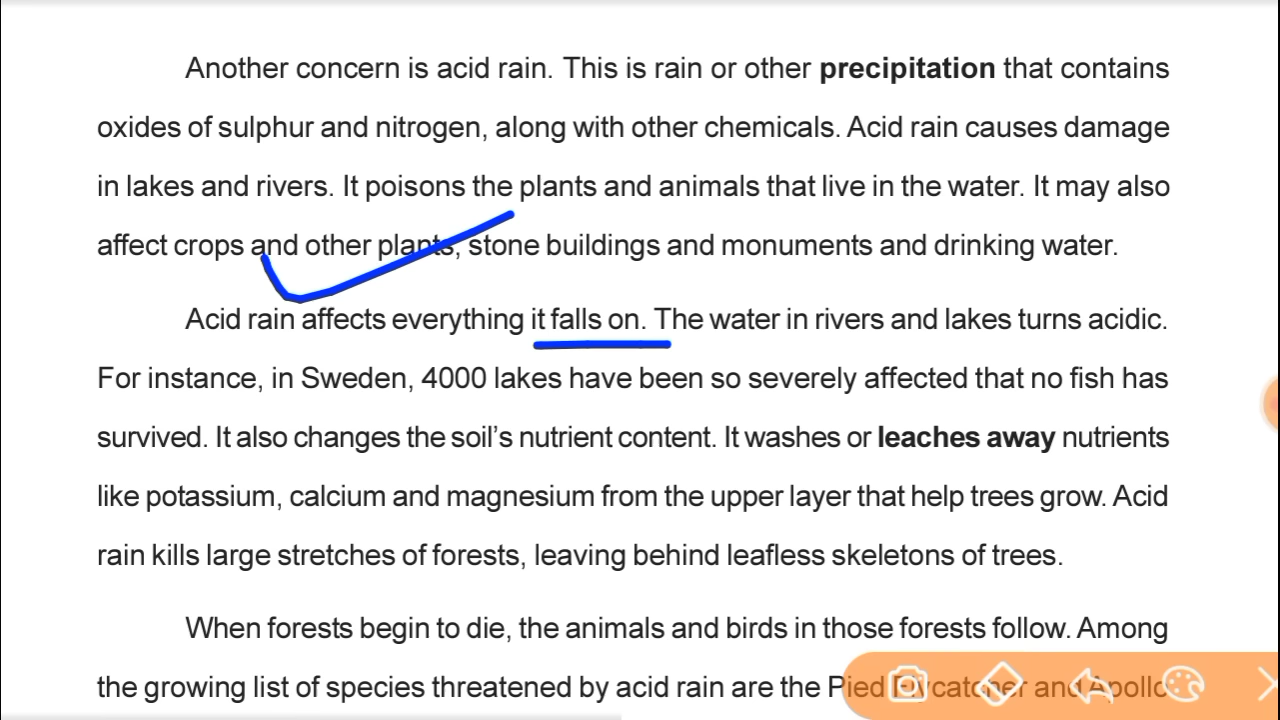 Another concern is acid rain. This is rain or other precipitation that contains
oxides of sulphur and nitrogen, along with other chemicals. Acid rain causes damage
in lakes and rivers. It poisons the plants and animals that live in the water. It may also
affect crops and other plants, stone buildings and monuments and drinking water.
Acid rain affects everything it falls on. The water in rivers and lakes turns acidic.
For instance, in Sweden, 4000 lakes have been so severely affected that no fish has
survived. It also changes the soil's nutrient content. It washes or leaches away nutrients
like potassium, calcium and magnesium from the upper layer that help trees grow. Acid
rain kills large stretches of forests, leaving behind leafless skeletons of trees.
When forests begin to die, the animals and birds in those forests follow. Among
the growing list of species threatened by acid rain are the Pied Flycatcher and Apollo